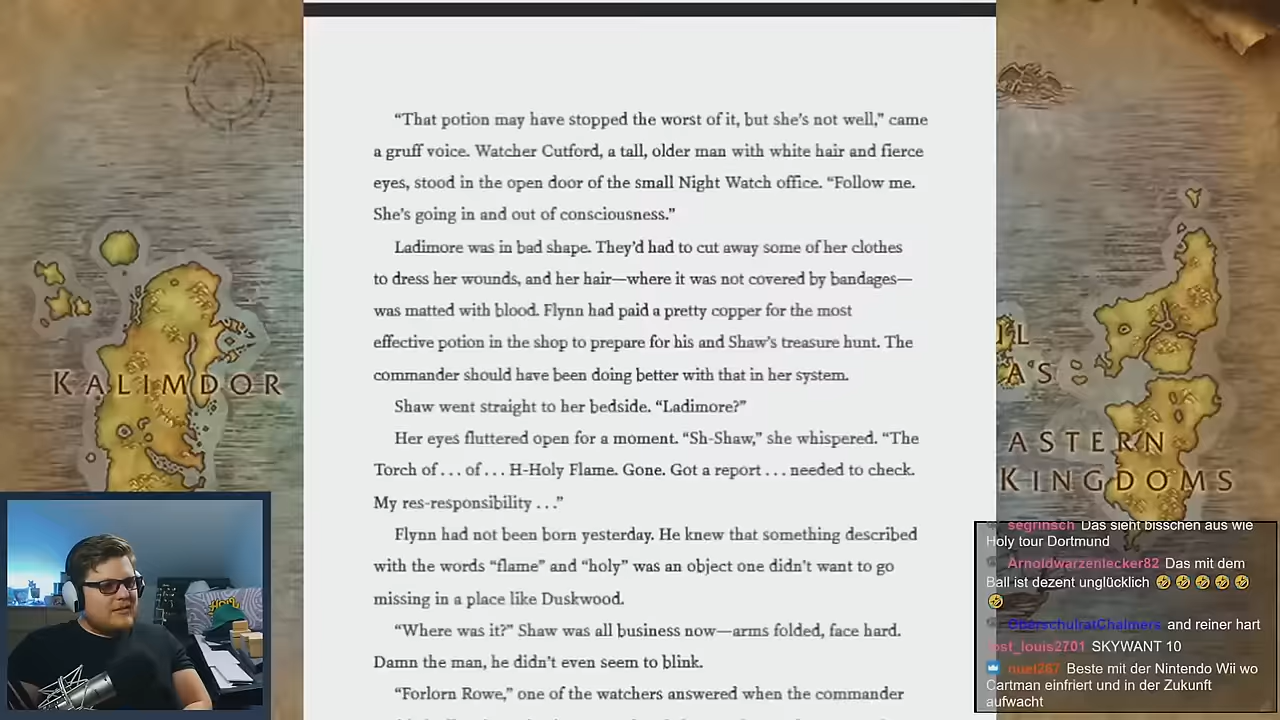 “That potion may have stopped the worst of it, but she’s not well,” came
a gruff voice. Watcher Cutford, a tall, older man with white hair and fierce
eyes, stood in the open door of the small Night Watch office. “Follow me.
She’s going in and out of consciousness.”
Ladimore was in bad shape. They’d had to cut away some of her clothes
to dress her wounds, and her hair—where it was not covered by bandages—
was matted with blood. Flynn had paid a pretty copper for the most
effective potion in the shop to prepare for his and Shaw’s treasure hunt. The
commander should have been doing better with that in her system.
Shaw went straight to her bedside. “Ladimore?”
Her eyes fluttered open for a moment. “Sh-Shaw,” she whispered. “The
Torch of . . . of . . . H-Holy Flame. Gone. Got a report . . . needed to check.
My res-responsibility . . .”
Flynn had not been born yesterday. He knew that something described
with the words “flame” and “holy” was an object one didn’t want to go
missing in a place like Duskwood.
“Where was it?” Shaw was all business now—arms folded, face hard.
Damn the man, he didn’t even seem to blink.
“Forlorn Rowe,” one of the watchers answered when the commander
KALIMDOR
AS
ASTERN
KINGDOMS
segrinsch Das sieht bisschen aus wie
Holy tour Dortmund
Arnoldwarzenlecker82 Das mit dem
Ball ist dezent unglücklich 🤣🤣🤣🤣🤣
🤣
OberschulratChalmers und reiner hart
ost_louis2701 SKYWANT 10
nuel287 Beste mit der Nintendo Wii wo
Cartman einfriert und in der Zukunft
aufwacht